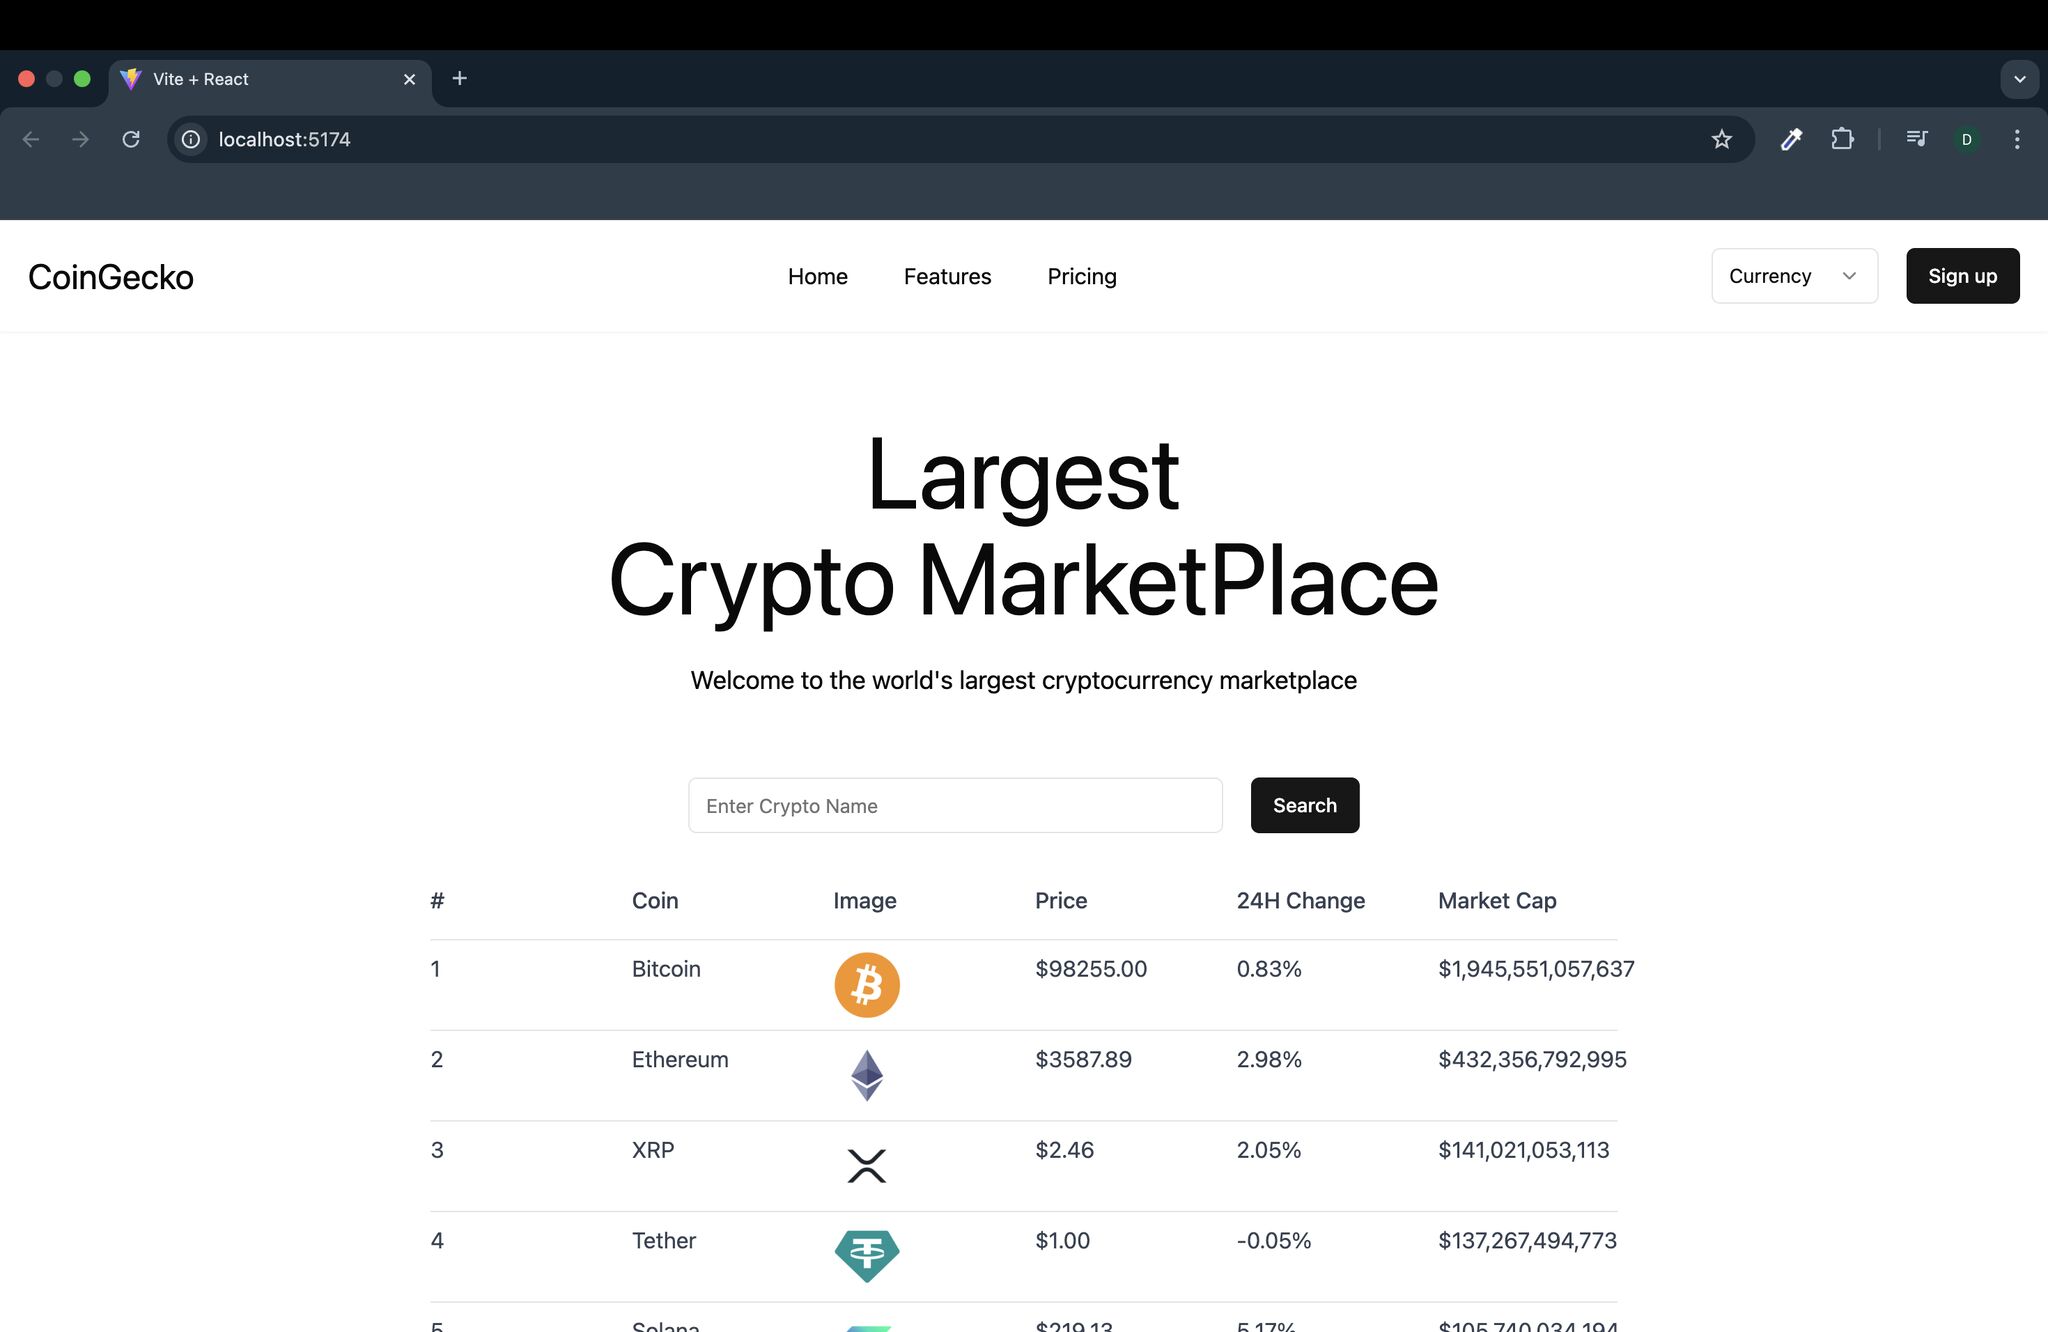 Vite + React
localhost:5174
D
CoinGecko Home Features Pricing Currency Sign up
Largest
Crypto MarketPlace
Welcome to the world's largest cryptocurrency marketplace
Enter Crypto Name Search
# Coin Image Price 24H Change Market Cap
1 Bitcoin $98255.00 0.83% $1,945,551,057,637
2 Ethereum $3587.89 2.98% $432,356,792,995
3 XRP $2.46 2.05% $141,021,053,113
4 Tether $1.00 -0.05% $137,267,494,773
5 Solana $219.13 5.17% $105,740,034,194